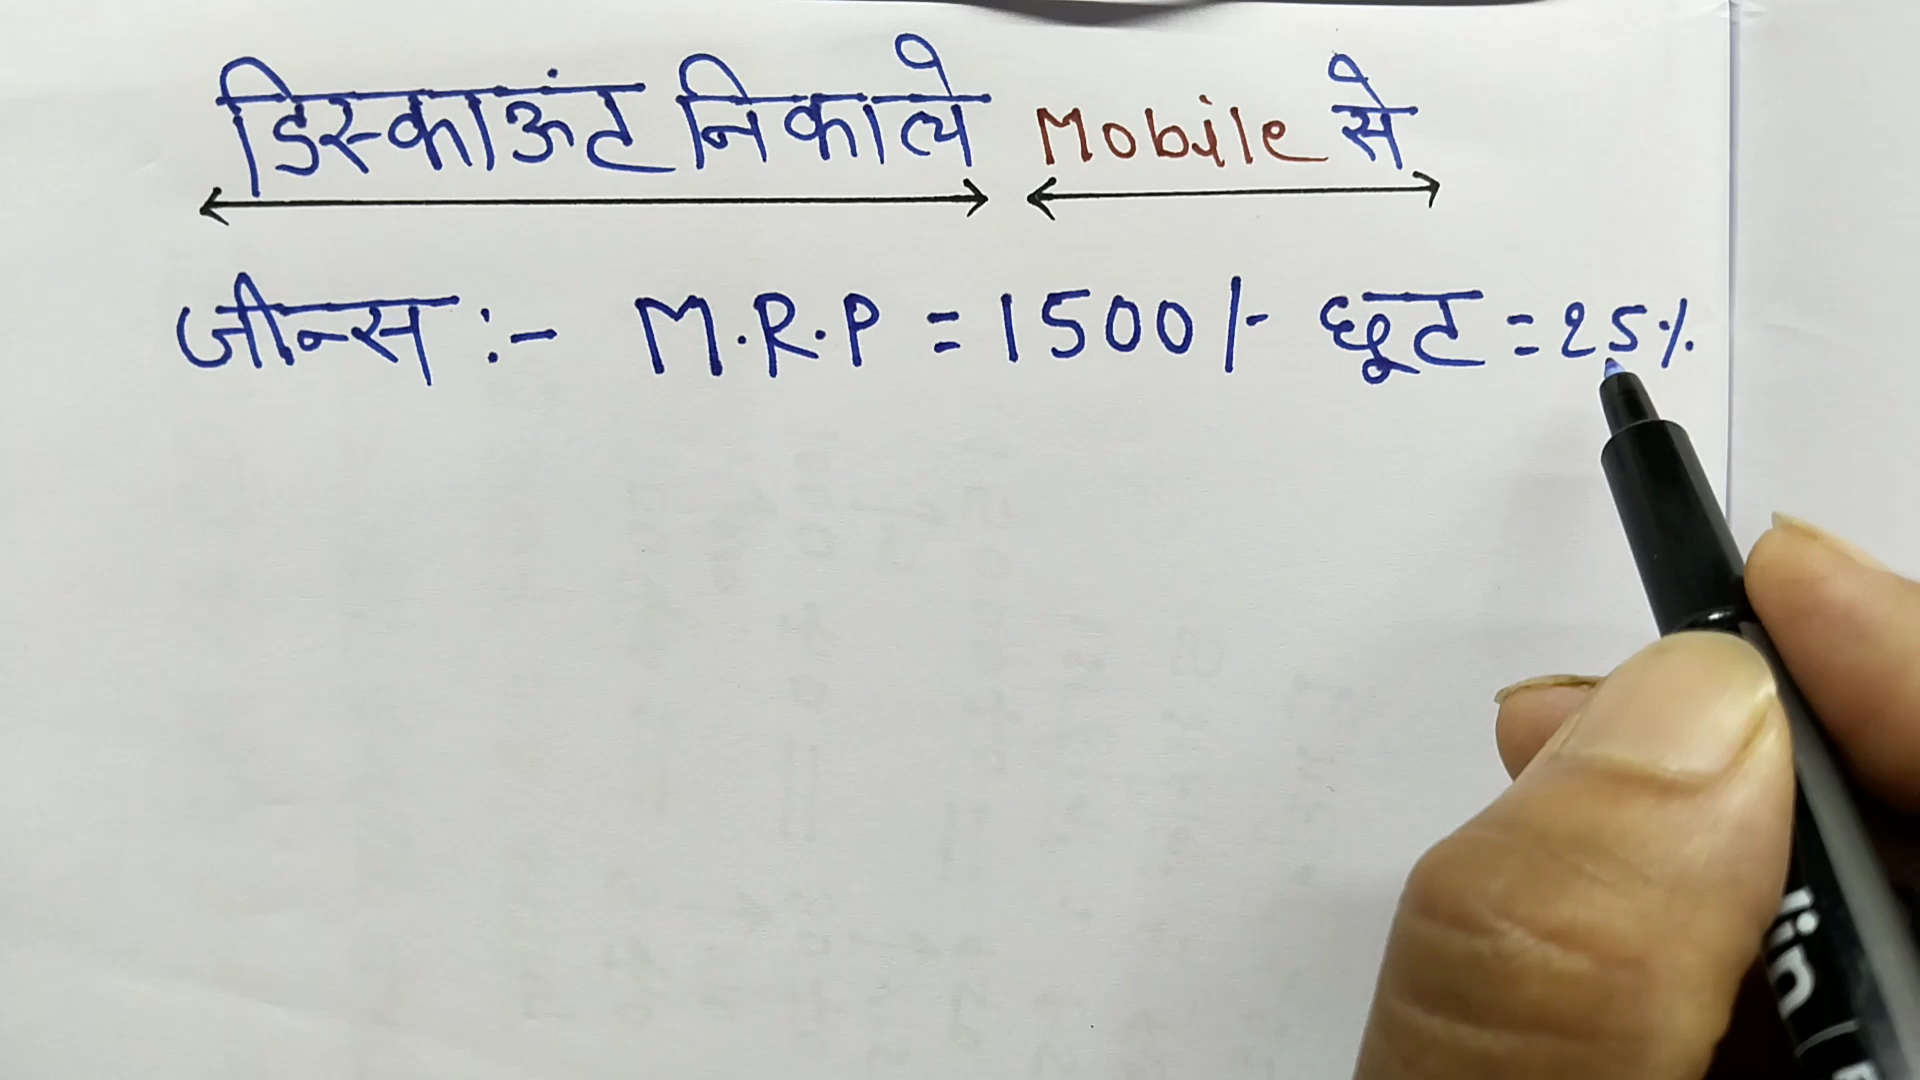 डिस्काऊंट निकाले Mobile से
जीन्स :- M.R.P = 1500/- छूट = 25%